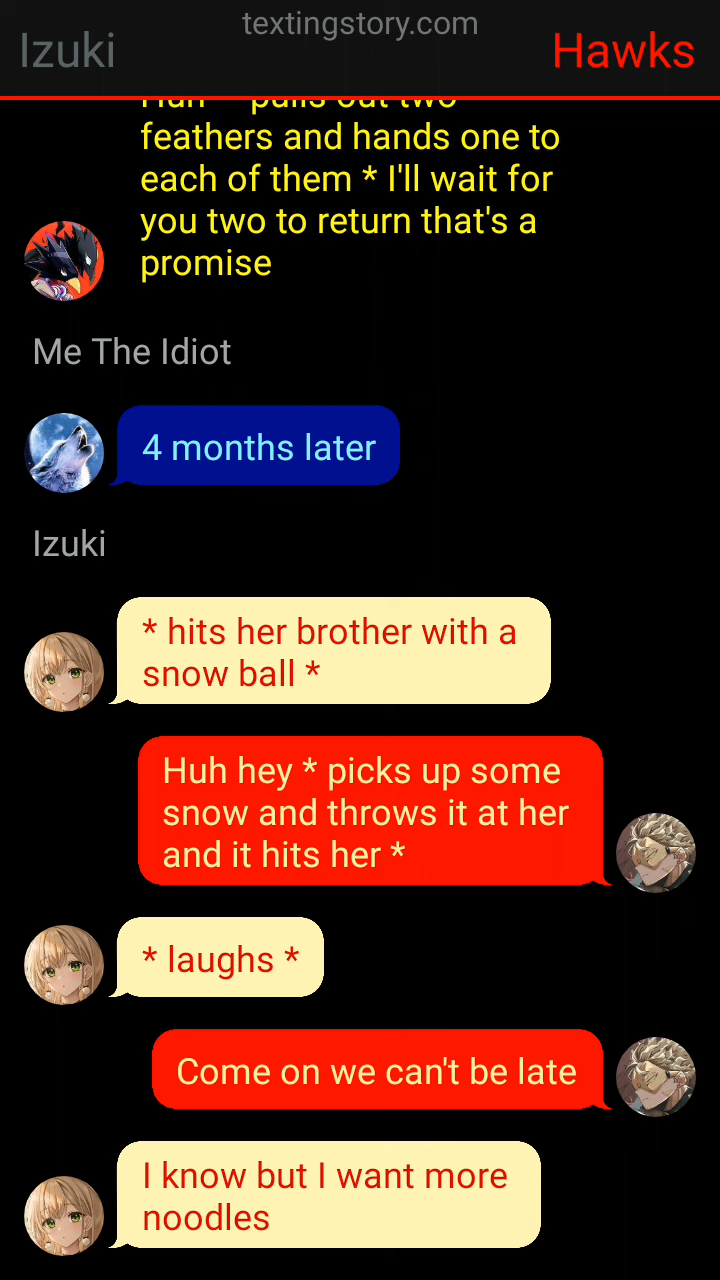 textingstory.com
Izuki
Hawks
feathers and hands one to
each of them * I'll wait for
you two to return that's a
promise
Me The Idiot
4 months later
Izuki
* hits her brother with a
snow ball *
Huh hey * picks up some
snow and throws it at her
and it hits her *
* laughs *
Come on we can't be late
I know but I want more
noodles